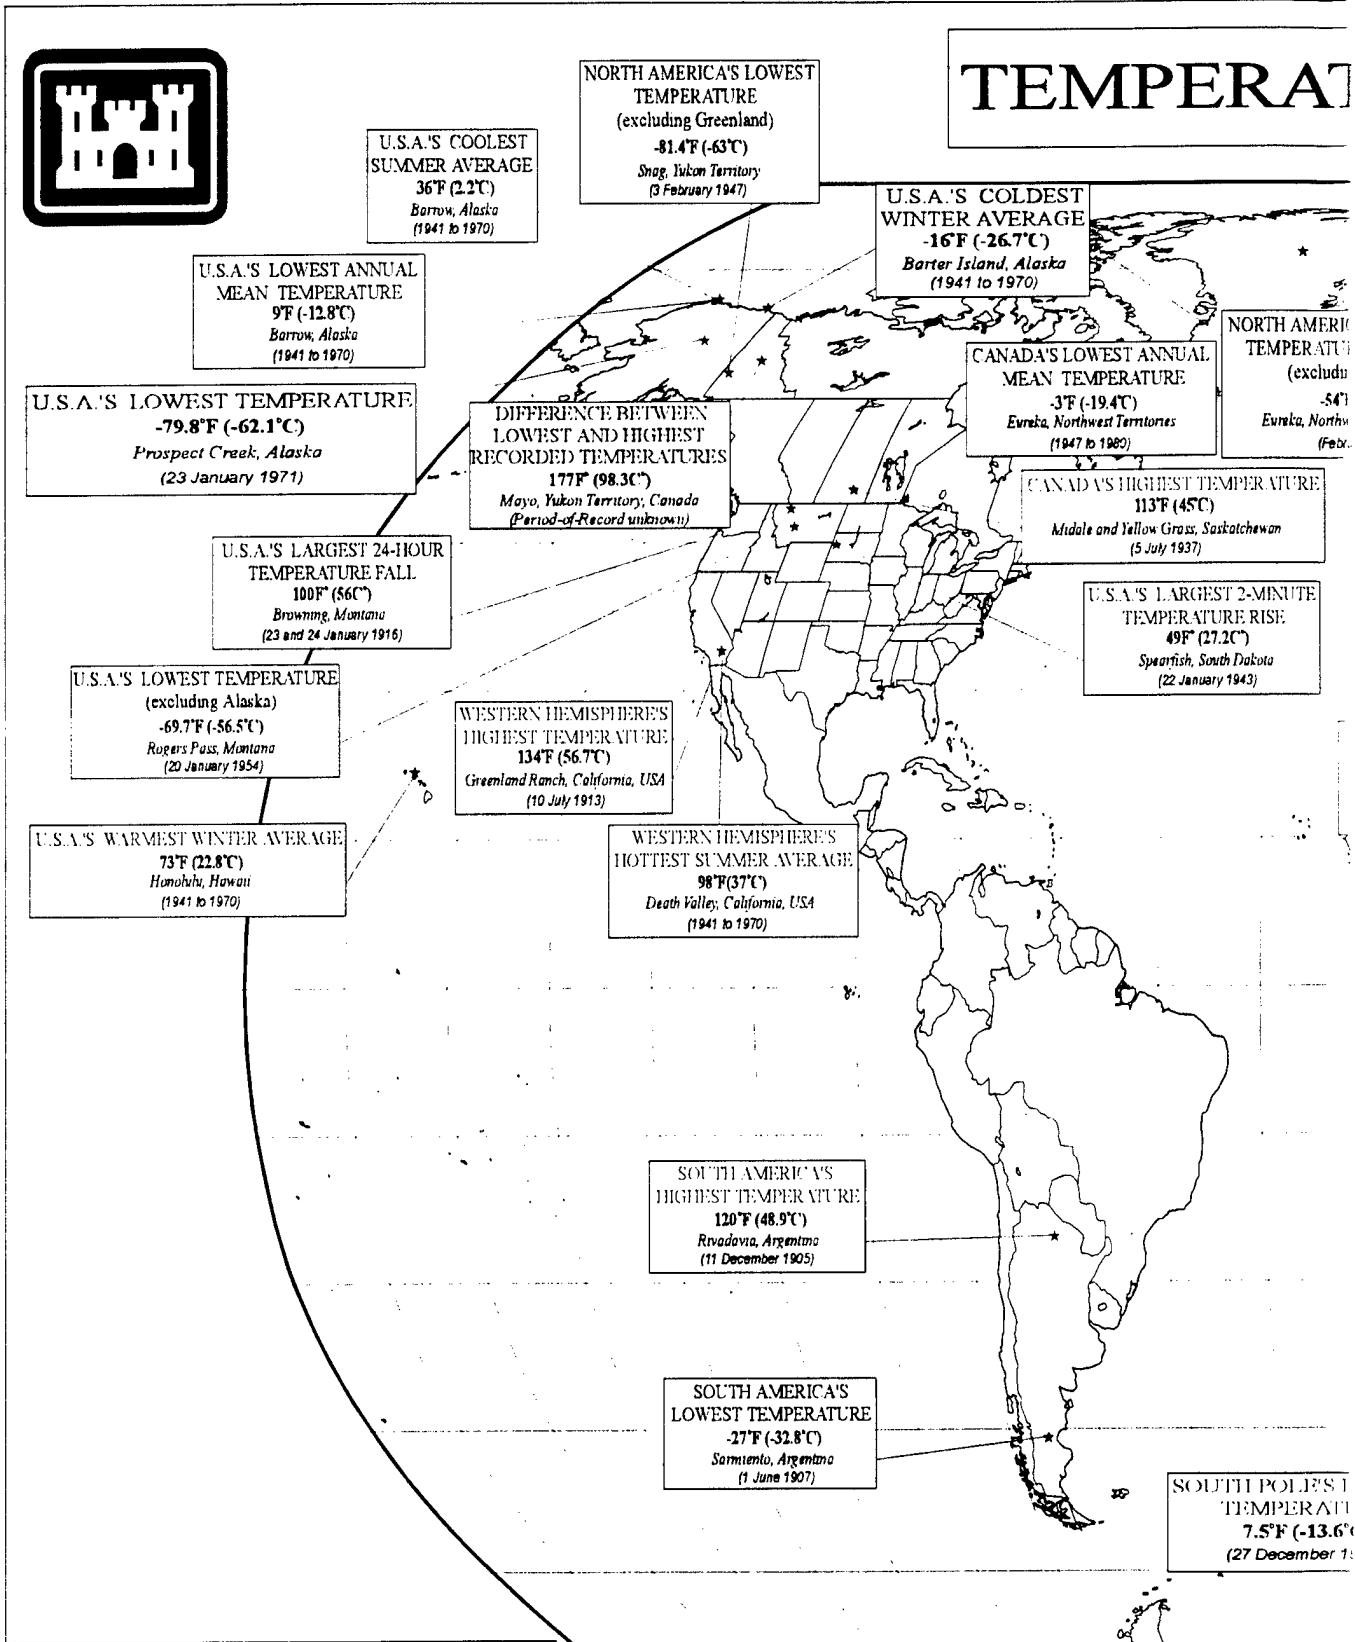 TEMPERAT
NORTH AMERICA'S LOWEST
TEMPERATURE
(excluding Greenland)
-81.4°F (-63°C)
Snag, Yukon Territory
(3 February 1947)
U.S.A.'S COOLEST
SUMMER AVERAGE
36°F (2.2°C)
Barrow, Alaska
(1941 to 1970)
U.S.A.'S COLDEST
WINTER AVERAGE
-16°F (-26.7°C)
Barter Island, Alaska
(1941 to 1970)
U.S.A.'S LOWEST ANNUAL
MEAN TEMPERATURE
9°F (-12.8°C)
Barrow, Alaska
(1941 to 1970)
NORTH AMERIC
TEMPERATU
(excludu
-54°F
Eureka, Northw
(Febr.
CANADA'S LOWEST ANNUAL
MEAN TEMPERATURE
-3°F (-19.4°C)
Eureka, Northwest Territories
(1947 to 1980)
U.S.A.'S LOWEST TEMPERATURE
-79.8°F (-62.1°C)
Prospect Creek, Alaska
(23 January 1971)
DIFFERENCE BETWEEN
LOWEST AND HIGHEST
RECORDED TEMPERATURES
177F° (98.3C°)
Mayo, Yukon Territory, Canada
(Period-of-Record unknown)
CANADA'S HIGHEST TEMPERATURE
113°F (45°C)
Midale and Yellow Grass, Saskatchewan
(5 July 1937)
U.S.A.'S LARGEST 24-HOUR
TEMPERATURE FALL
100F° (56C°)
Browning, Montana
(23 and 24 January 1916)
U.S.A.'S LARGEST 2-MINUTE
TEMPERATURE RISE
49F° (27.2C°)
Spearfish, South Dakota
(22 January 1943)
U.S.A.'S LOWEST TEMPERATURE
(excluding Alaska)
-69.7°F (-56.5°C)
Rogers Pass, Montana
(20 January 1954)
WESTERN HEMISPHERE'S
HIGHEST TEMPERATURE
134°F (56.7°C)
Greenland Ranch, California, USA
(10 July 1913)
U.S.A.'S WARMEST WINTER AVERAGE
73°F (22.8°C)
Honolulu, Hawaii
(1941 to 1970)
WESTERN HEMISPHERE'S
HOTTEST SUMMER AVERAGE
98°F(37°C)
Death Valley, California, USA
(1941 to 1970)
SOUTH AMERICA'S
HIGHEST TEMPERATURE
120°F (48.9°C)
Rivadavia, Argentina
(11 December 1905)
SOUTH AMERICA'S
LOWEST TEMPERATURE
-27°F (-32.8°C)
Sarmiento, Argentina
(1 June 1907)
SOUTH POLE'S
TEMPERATU
7.5°F (-13.6°
(27 December 19